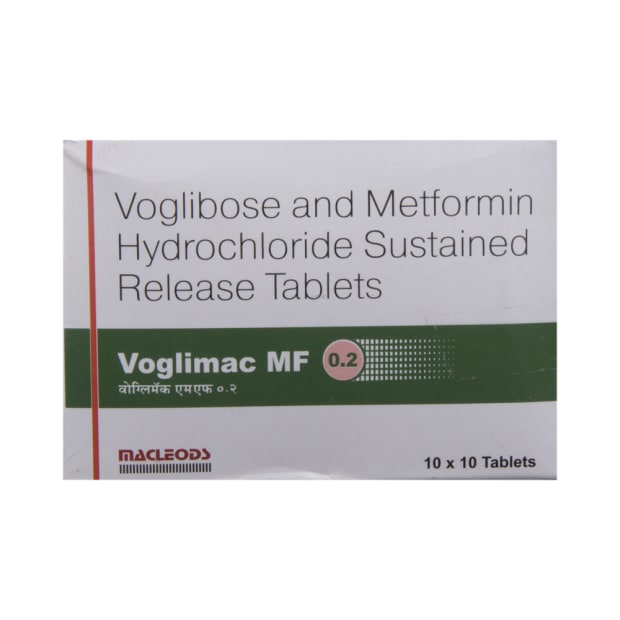 Voglibose and Metformin
Hydrochloride Sustained
Release Tablets
Voglimac MF 0.2
वोग्लिमॅक एमएफ ०.२
MACLEODS
10 x 10 Tablets